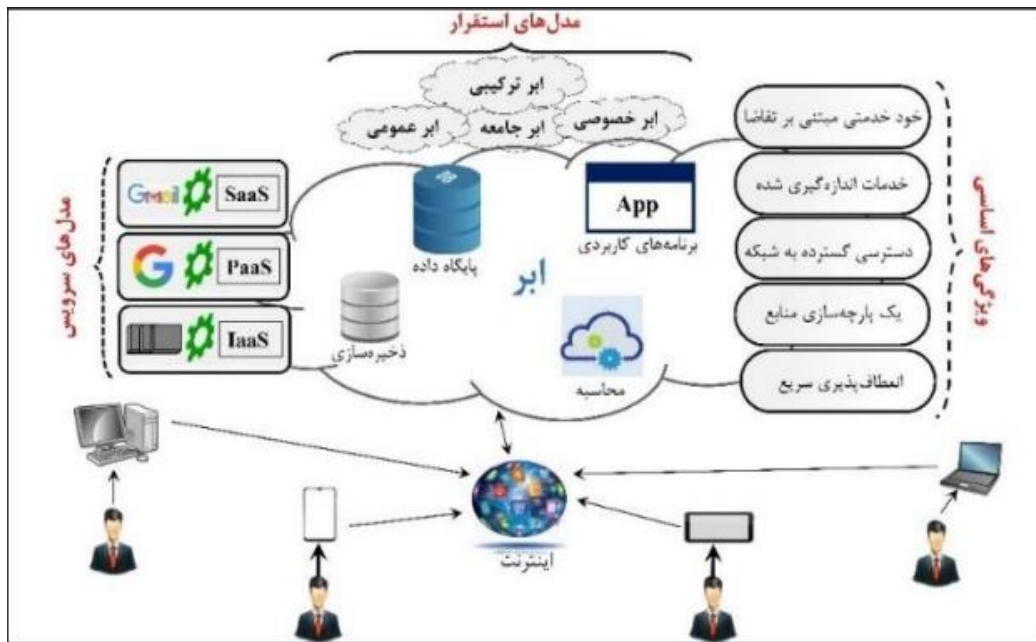 مدل‌های استقرار
ابر ترکیبی
ابر خصوصی
ابر جامعه
ابر عمومی
خود خدمتی مبتنی بر تقاضا
خدمات اندازه‌گیری شده
دسترسی گسترده به شبکه
یک پارچه‌سازی منابع
انعطاف‌پذیری سریع
ویژگی‌های اساسی
App
برنامه‌های کاربردی
پایگاه داده
ابر
ذخیره‌سازی
محاسبه
Gmail
SaaS
G
PaaS
IaaS
مدل‌های سرویس
اینترنت